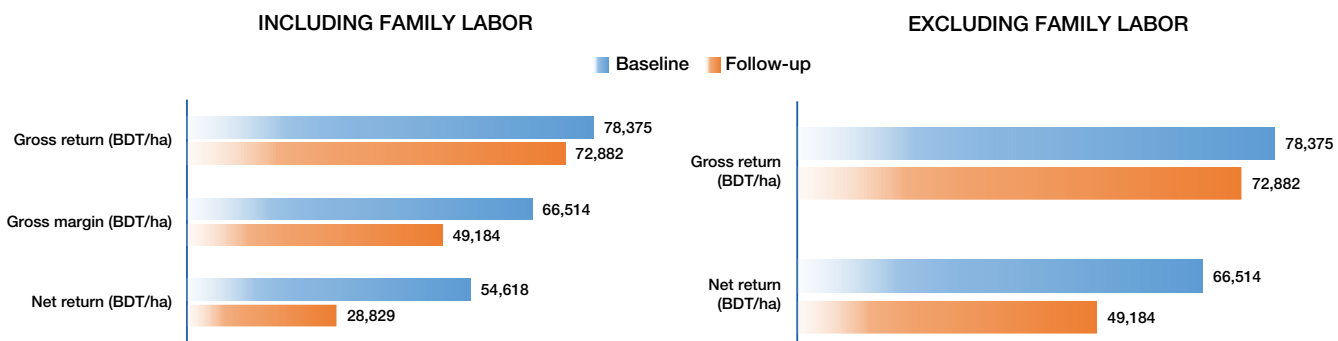 INCLUDING FAMILY LABOR
EXCLUDING FAMILY LABOR
Baseline
Follow-up
Gross return (BDT/ha)
78,375
72,882
Gross margin (BDT/ha)
66,514
49,184
Net return (BDT/ha)
54,618
28,829
Gross return
(BDT/ha)
78,375
72,882
Net return
(BDT/ha)
66,514
49,184